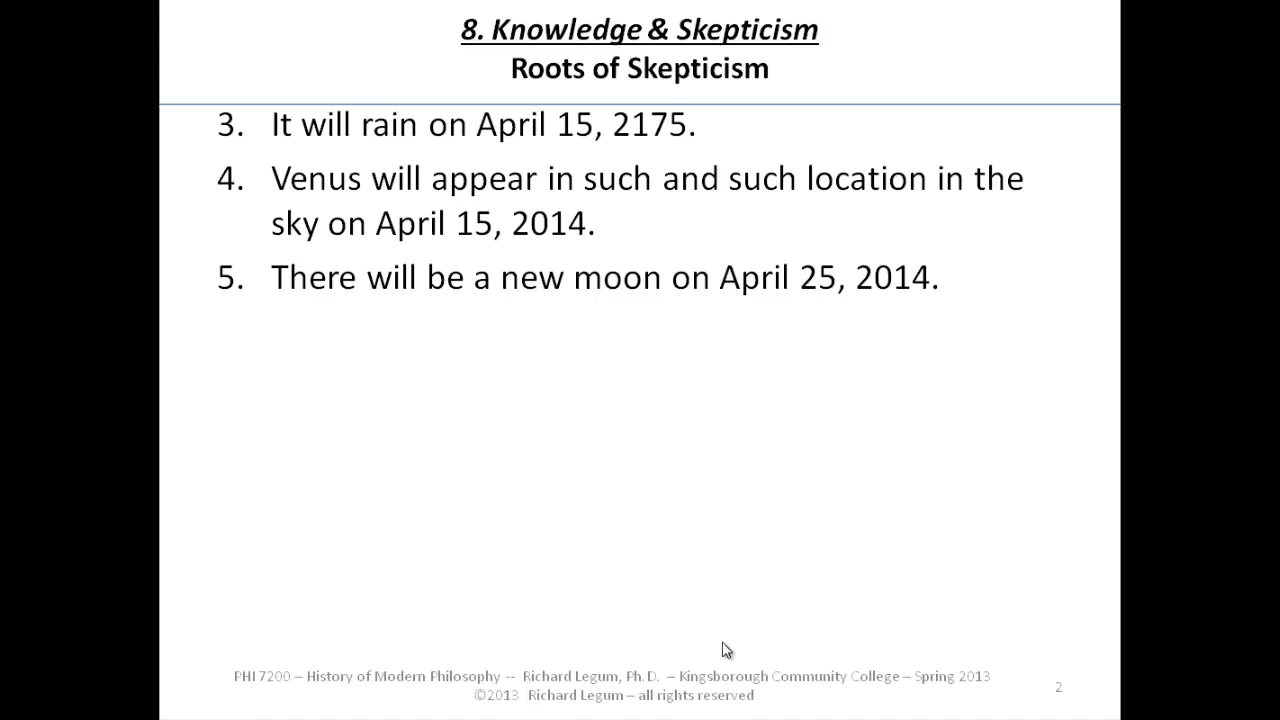 8. Knowledge & Skepticism
Roots of Skepticism
3. It will rain on April 15, 2175.
4. Venus will appear in such and such location in the
sky on April 15, 2014.
5. There will be a new moon on April 25, 2014.
PHI 7200 – History of Modern Philosophy -- Richard Legum, Ph. D. – Kingsborough Community College – Spring 2013
©2013 Richard Legum – all rights reserved
2